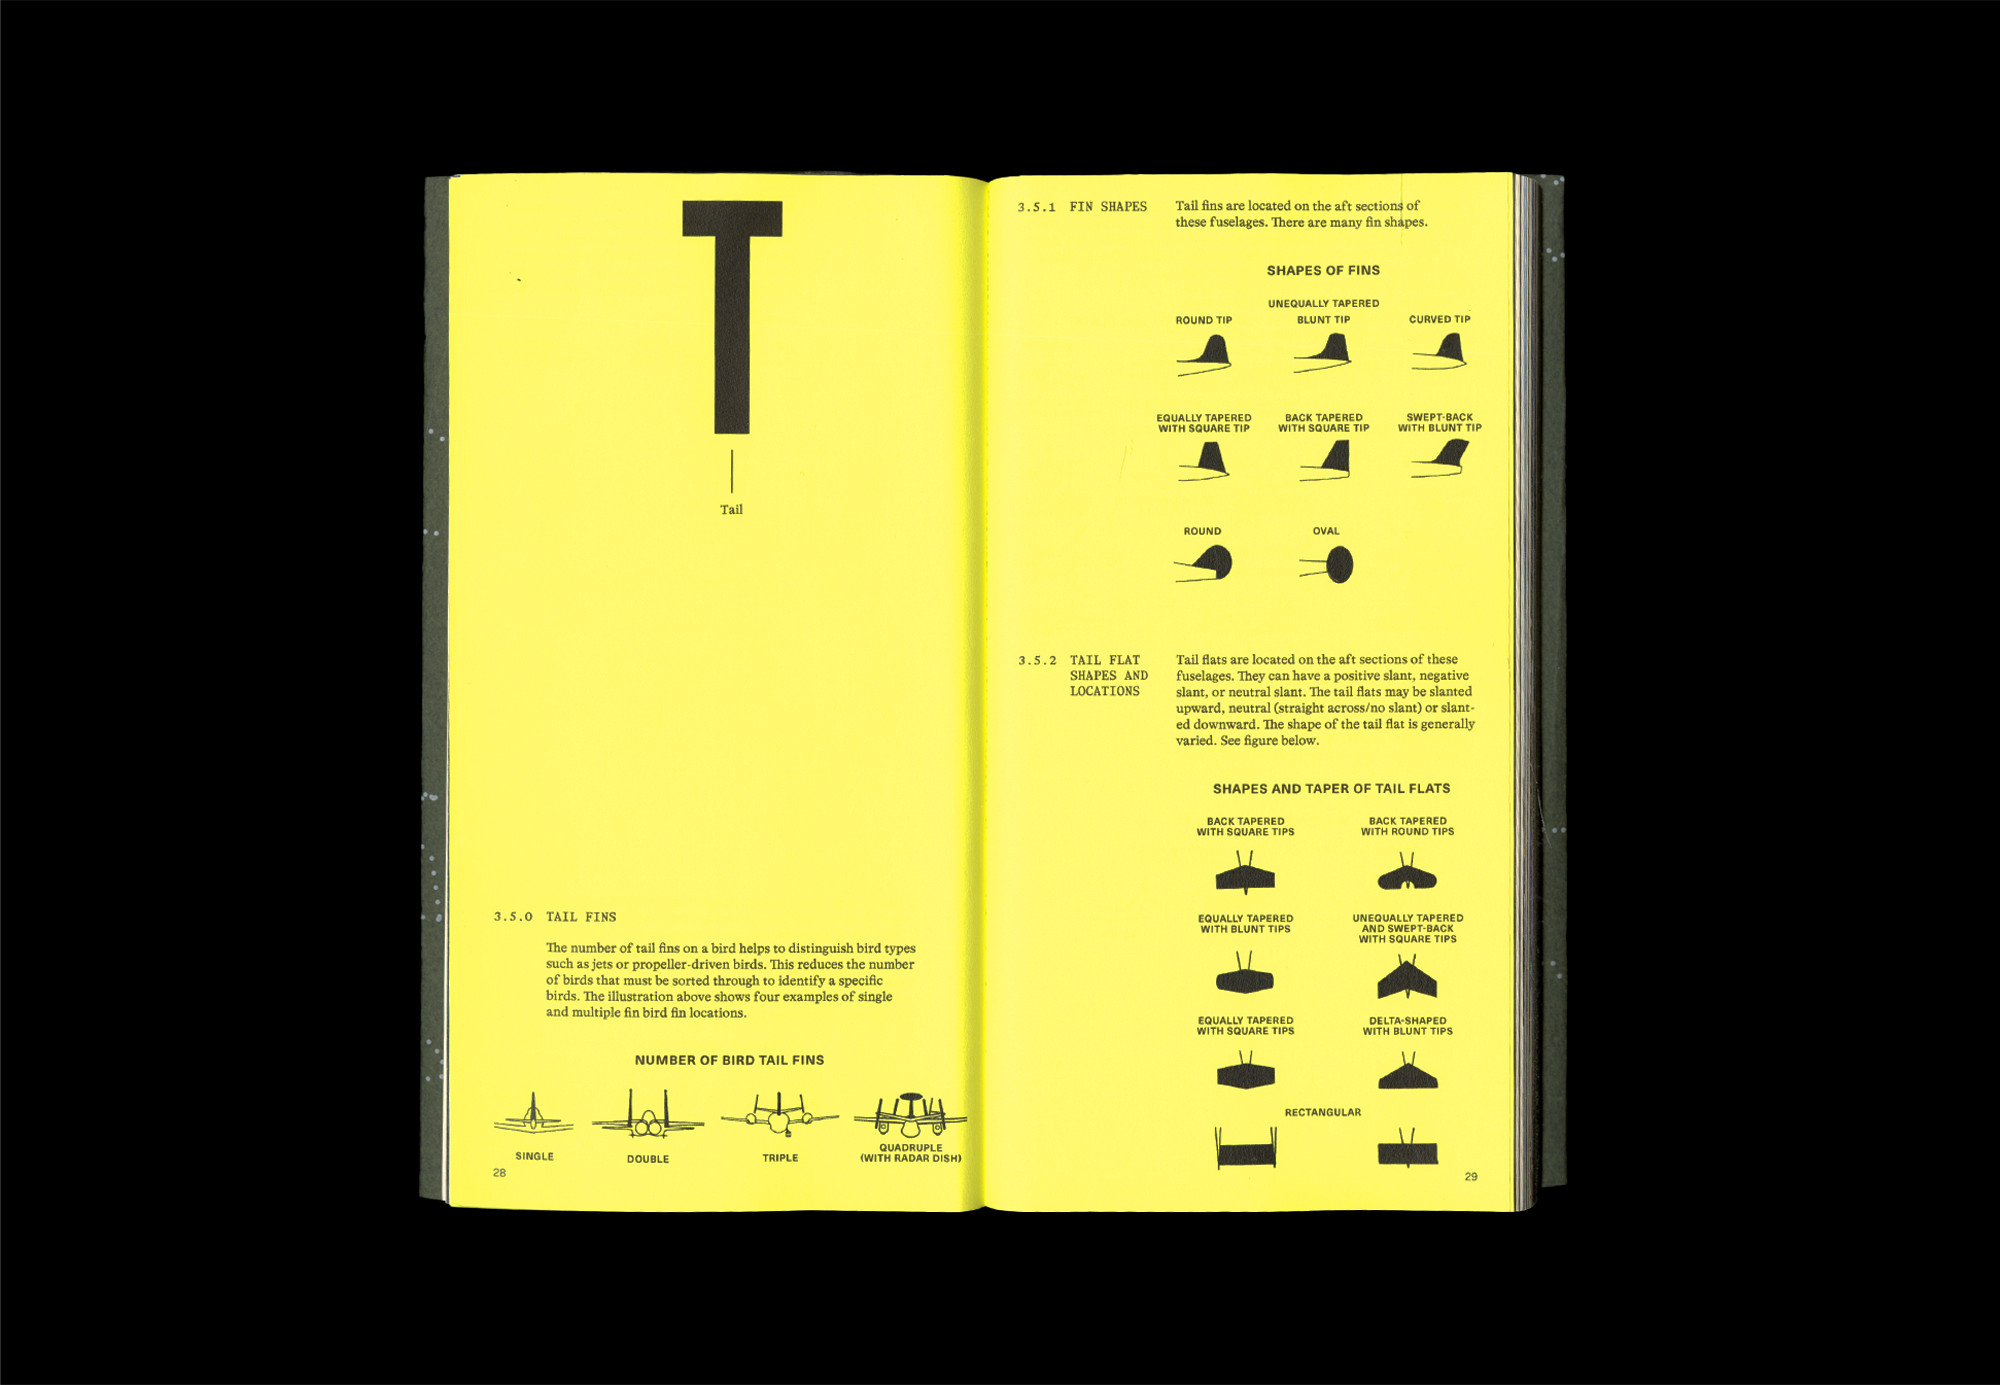 T
Tail
3.5.0 TAIL FINS
The number of tail fins on a bird helps to distinguish bird types
such as jets or propeller-driven birds. This reduces the number
of birds that must be sorted through to identify a specific
birds. The illustration above shows four examples of single
and multiple fin bird fin locations.
NUMBER OF BIRD TAIL FINS
SINGLE
DOUBLE
TRIPLE
QUADRUPLE
(WITH RADAR DISH)
28
3.5.1 FIN SHAPES
Tail fins are located on the aft sections of
these fuselages. There are many fin shapes.
SHAPES OF FINS
UNEQUALLY TAPERED
ROUND TIP
BLUNT TIP
CURVED TIP
EQUALLY TAPERED
WITH SQUARE TIP
BACK TAPERED
WITH SQUARE TIP
SWEPT-BACK
WITH BLUNT TIP
ROUND
OVAL
3.5.2 TAIL FLAT
SHAPES AND
LOCATIONS
Tail flats are located on the aft sections of these
fuselages. They can have a positive slant, negative
slant, or neutral slant. The tail flats may be slanted
upward, neutral (straight across/no slant) or slant-
ed downward. The shape of the tail flat is generally
varied. See figure below.
SHAPES AND TAPER OF TAIL FLATS
BACK TAPERED
WITH SQUARE TIPS
BACK TAPERED
WITH ROUND TIPS
EQUALLY TAPERED
WITH BLUNT TIPS
UNEQUALLY TAPERED
AND SWEPT-BACK
WITH SQUARE TIPS
EQUALLY TAPERED
WITH SQUARE TIPS
DELTA-SHAPED
WITH BLUNT TIPS
RECTANGULAR
29